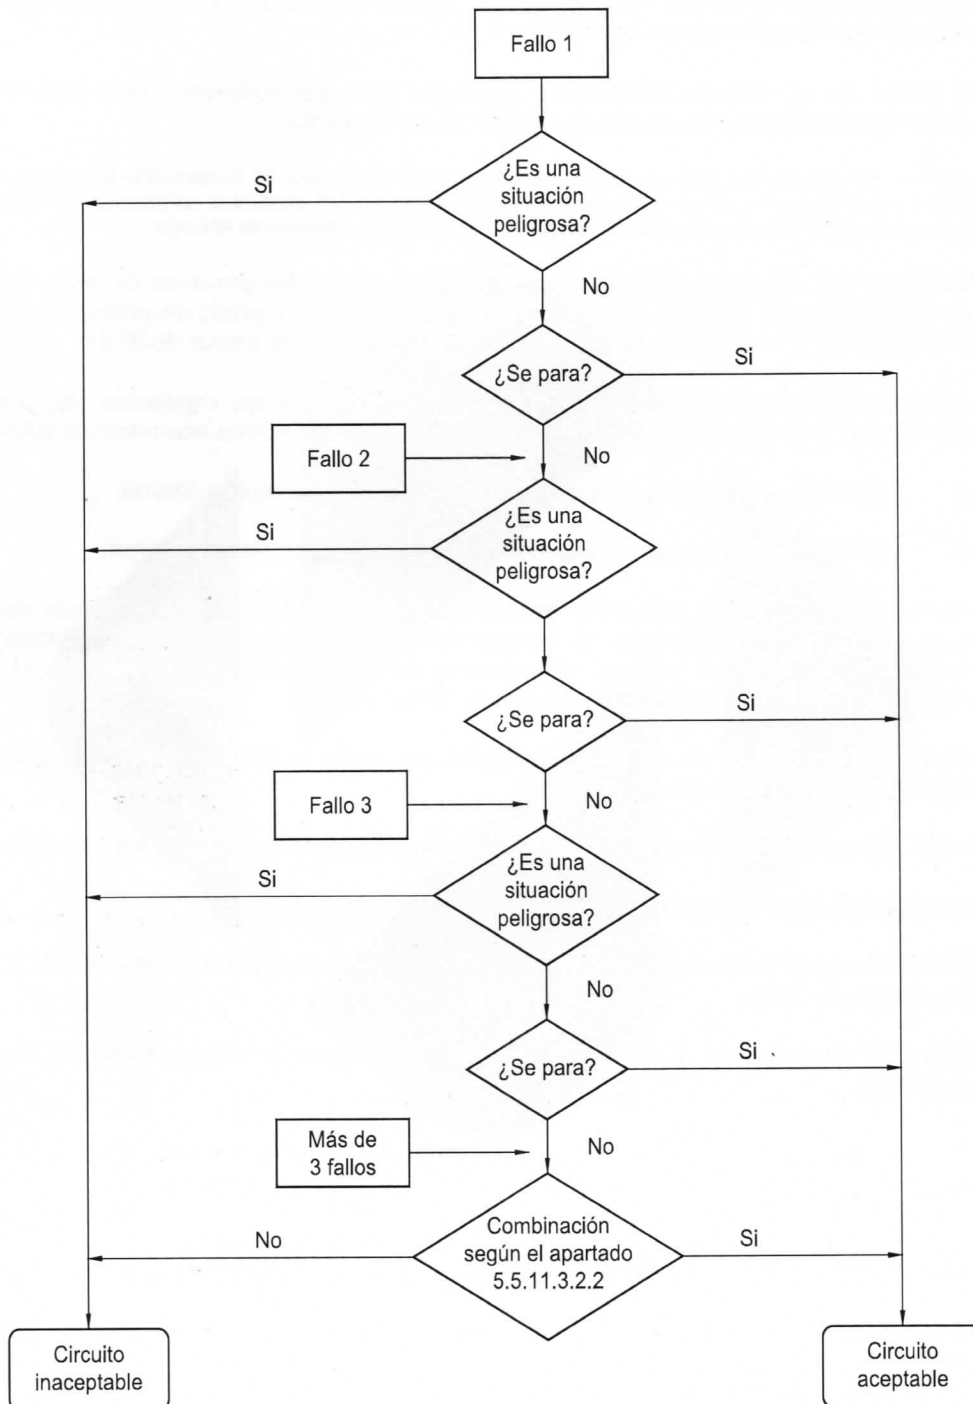 Fallo 1
¿Es una
situación
peligrosa?
Si
No
¿Se para?
Si
Fallo 2
No
¿Es una
situación
peligrosa?
Si
¿Se para?
Si
Fallo 3
No
¿Es una
situación
peligrosa?
Si
No
¿Se para?
Si
Más de
3 fallos
No
Combinación
según el apartado
5.5.11.3.2.2
No
Si
Circuito
inaceptable
Circuito
aceptable